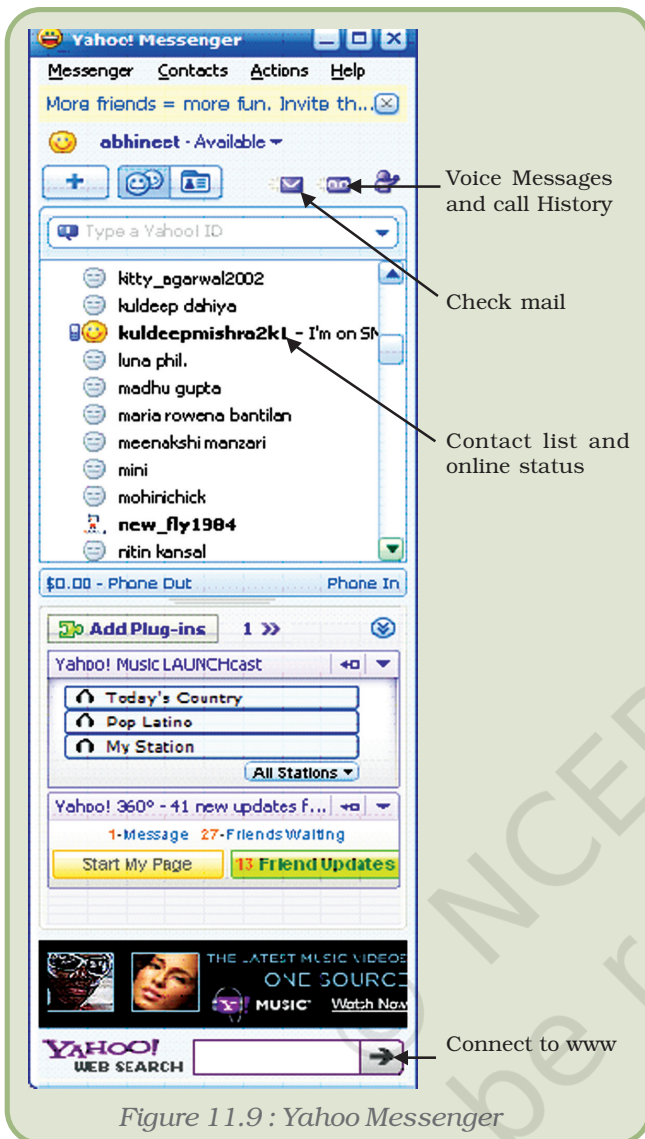 Yahoo! Messenger
Messenger Contacts Actions Help
More friends = more fun. Invite th...
abhineet - Available
Voice Messages
and call History
Type a Yahoo! ID
kitty_agarwal2002
Check mail
kuldeep dahiya
kuldeepmishra2k1 - I'm on SM
luna phil.
madhu gupta
maria rowena bantilan
Contact list and
online status
meenakshi manzari
mini
mohinichick
new_fly1984
nitin kansal
$0.00 - Phone Out Phone In
Add Plug-ins 1 >>
Yahoo! Music LAUNCHcast
Today's Country
Pop Latino
My Station
All Stations
Yahoo! 360° - 41 new updates f...
1-Message 27-Friends Waiting
Start My Page 13 Friend Updates
THE LATEST MUSIC VIDEOS
ONE SOURCE
Y! MUSIC Watch Now
YAHOO!
WEB SEARCH
Connect to www
Figure 11.9 : Yahoo Messenger